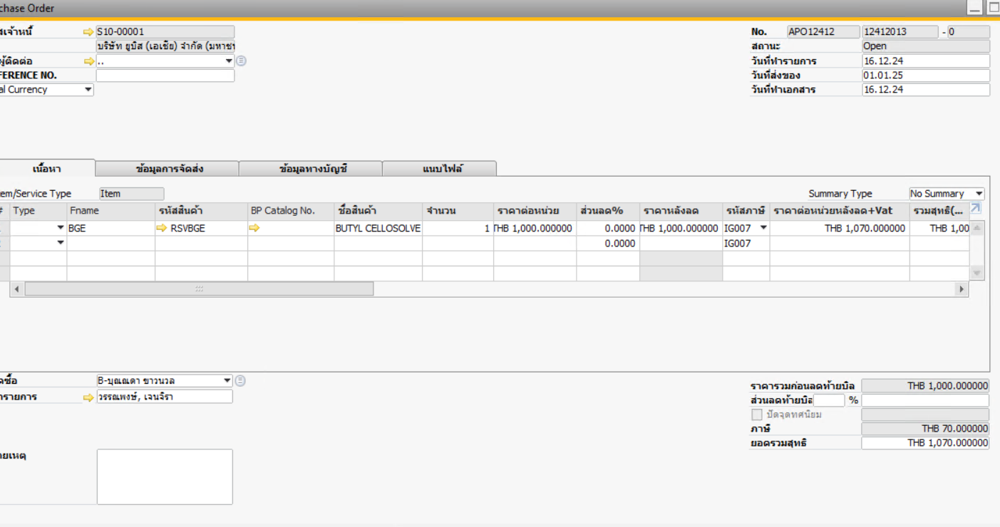 chase Order
สเจ้าหนี้ S10-00001 No. APO12412 12412013 - 0
บริษัท ยูบิส (เอเชีย) จำกัด (มหาชน สถานะ Open
ผู้ติดต่อ .. วันที่ทำรายการ 16.12.24
FERENCE NO. วันที่ส่งของ 01.01.25
al Currency วันที่ทำเอกสาร 16.12.24
เนื้อหา ข้อมูลการจัดส่ง ข้อมูลทางบัญชี แนบไฟล์
em/Service Type Item Summary Type No Summary
# Type Fname รหัสสินค้า BP Catalog No. ชื่อสินค้า จำนวน ราคาต่อหน่วย ส่วนลด% ราคาหลังลด รหัสภาษี ราคาต่อหน่วยหลังลด+Vat รวมสุทธิ(...
BGE RSVBGE BUTYL CELLOSOLVE 1 THB 1,000.000000 0.0000 THB 1,000.000000 IG007 THB 1,070.000000 THB 1,00
0.0000 IG007
ดซื้อ B-บุณณดา ขาวนวล
ารายการ วรรณพงษ์, เจนจิรา ราคารวมก่อนลดท้ายบิล THB 1,000.000000
ส่วนลดท้ายบิล %
ปัดจุดทศนิยม
ภาษี THB 70.000000
ายเหตุ ยอดรวมสุทธิ THB 1,070.000000